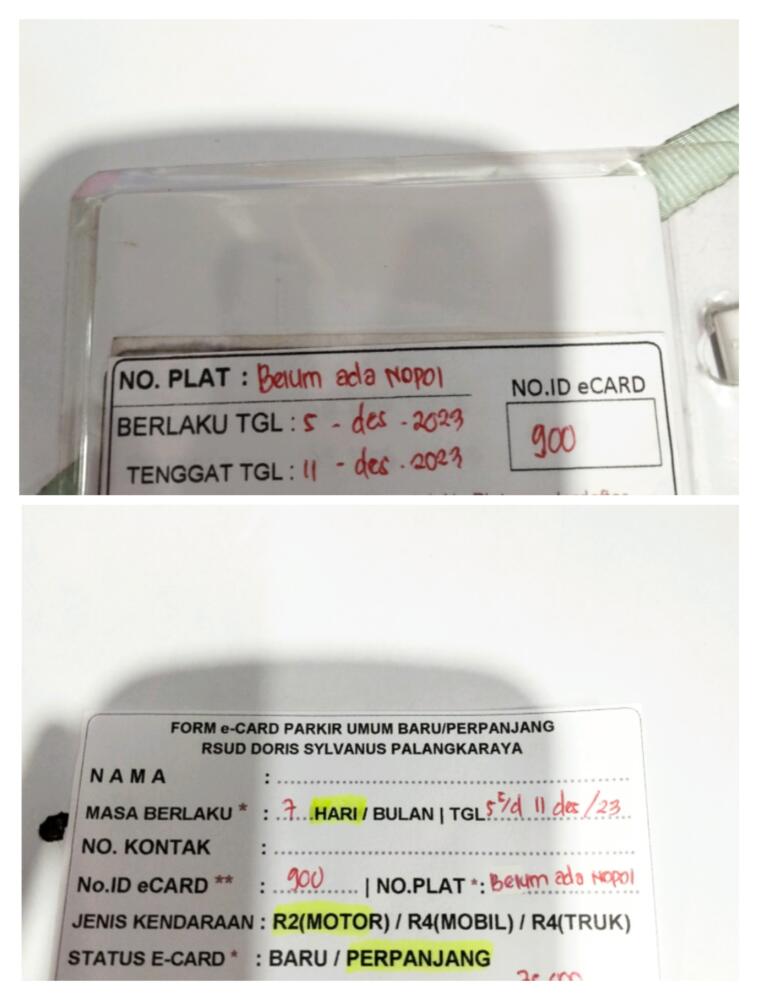 NO. PLAT : Belum ada NOPOl
NO.ID eCARD
BERLAKU TGL : 5 - des - 2023
900
TENGGAT TGL : 11 - des . 2023
FORM e-CARD PARKIR UMUM BARU/PERPANJANG
RSUD DORIS SYLVANUS PALANGKARAYA
NAMA : ..........
MASA BERLAKU * : ..7...HARI / BULAN | TGL 5 s/d 11 des/23
NO. KONTAK : ..........
No.ID eCARD ** : 900 | NO.PLAT *: Belum ada NOPOl
JENIS KENDARAAN : R2(MOTOR) / R4(MOBIL) / R4(TRUK)
STATUS E-CARD * : BARU / PERPANJANG